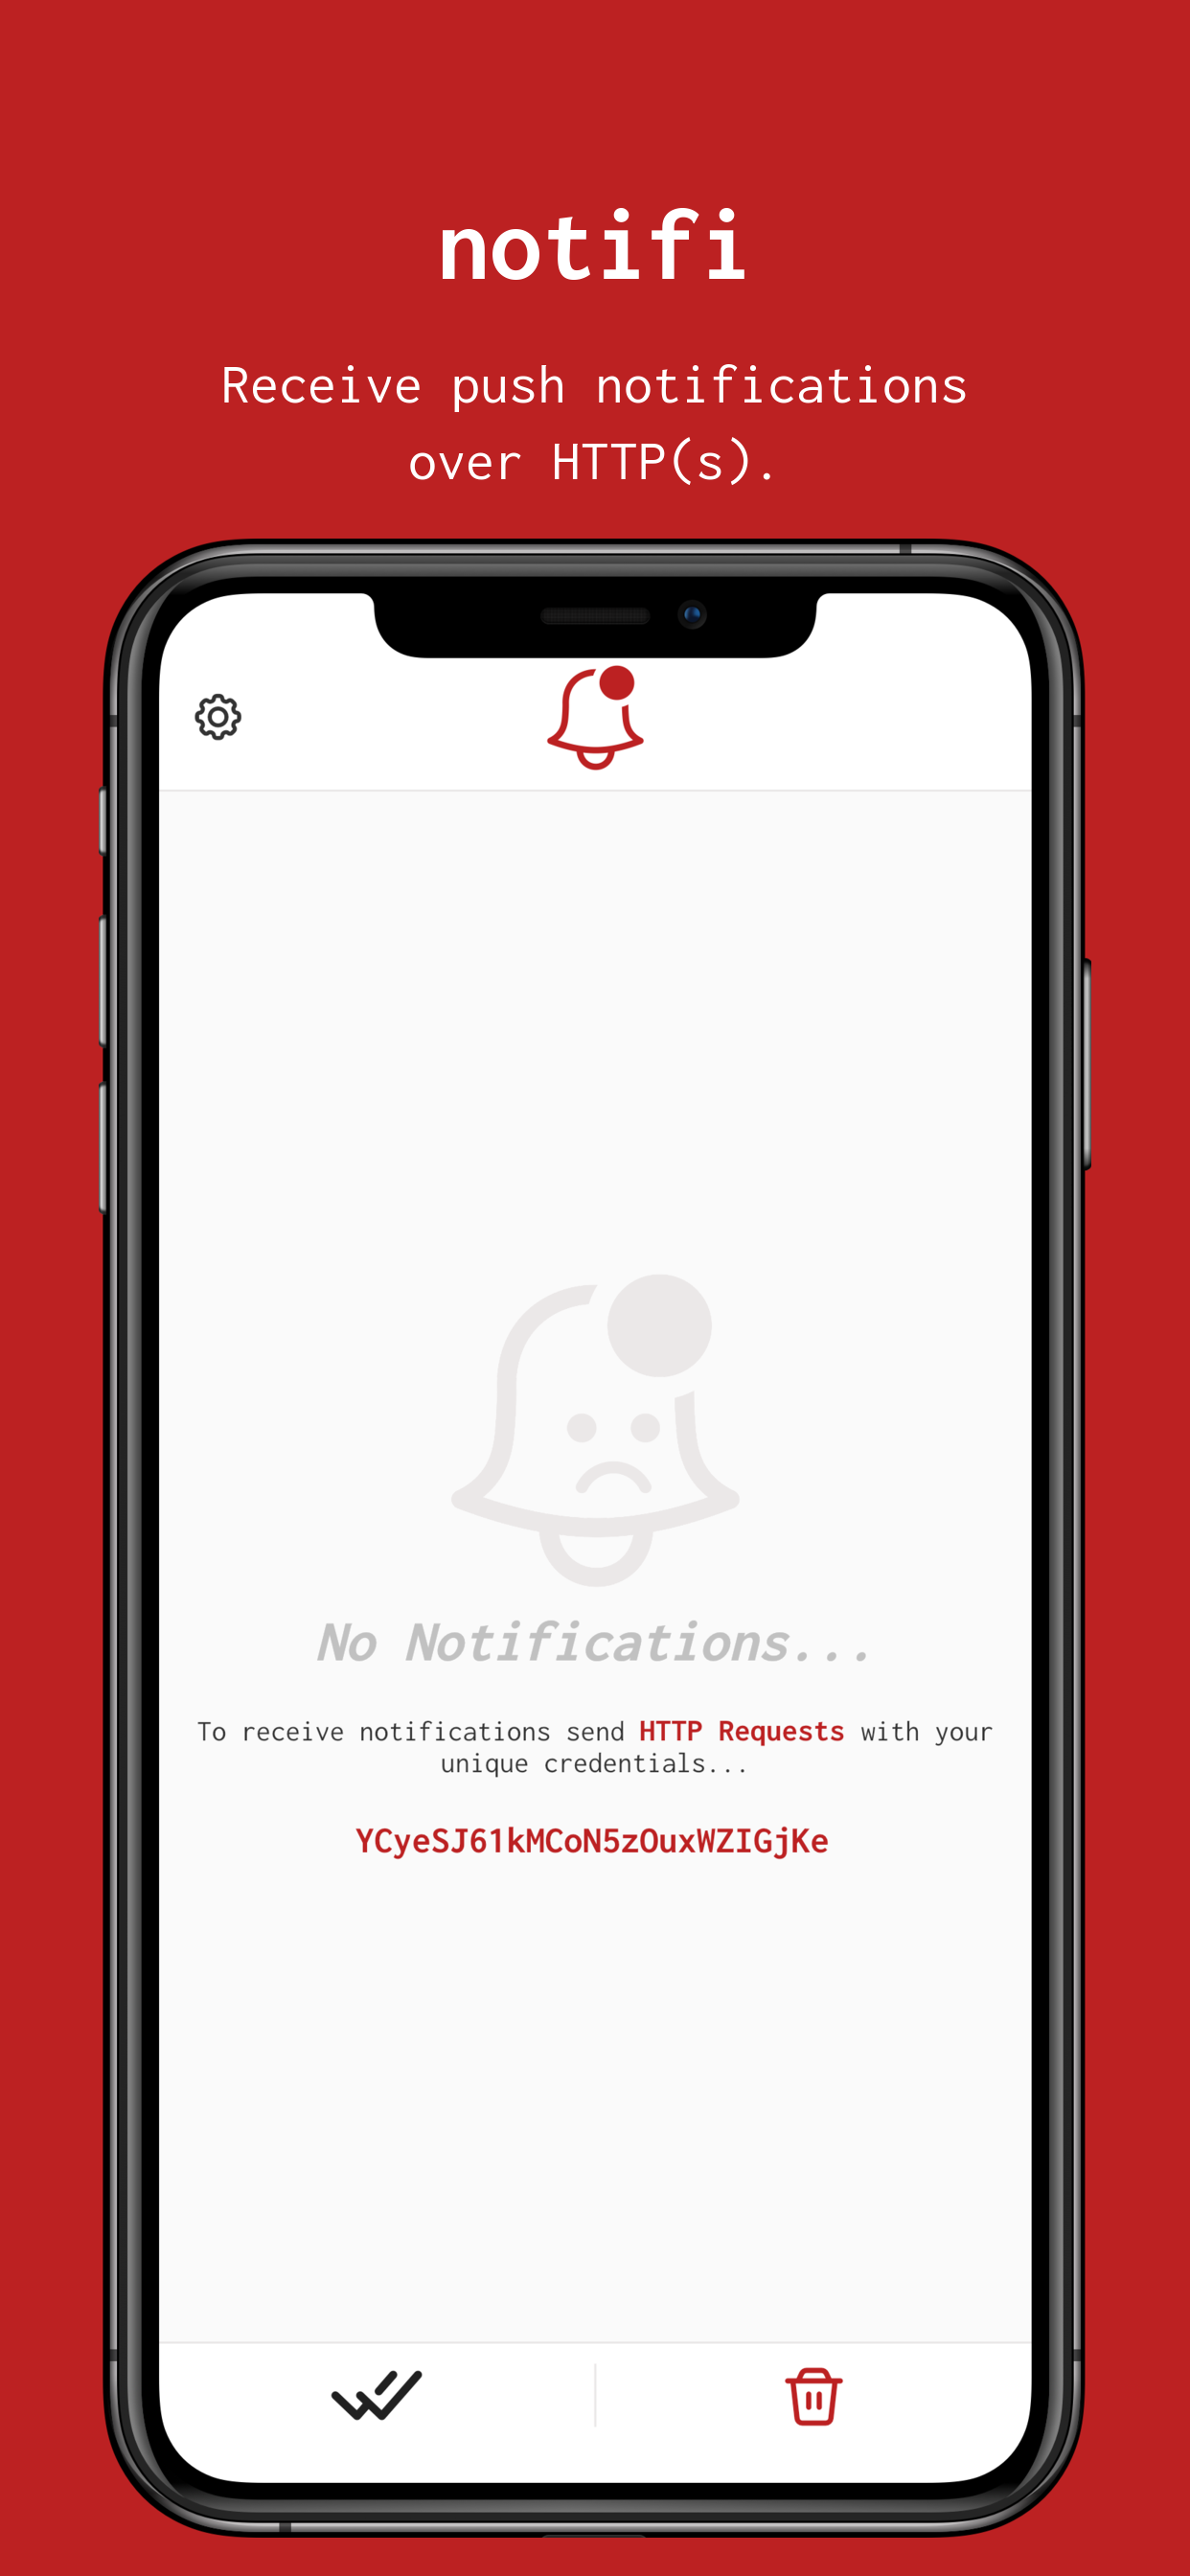 notifi
Receive push notifications
over HTTP(s).
No Notifications...
To receive notifications send HTTP Requests with your
unique credentials...
YCyeSJ61kMCoN5zOuxWZIGjKe